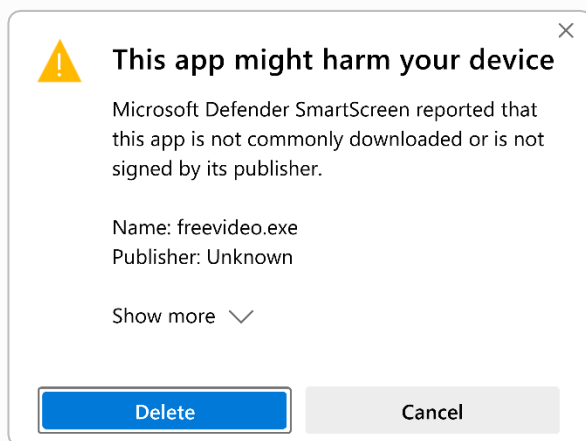 This app might harm your device
Microsoft Defender SmartScreen reported that
this app is not commonly downloaded or is not
signed by its publisher.
Name: freevideo.exe
Publisher: Unknown
Show more
Delete
Cancel